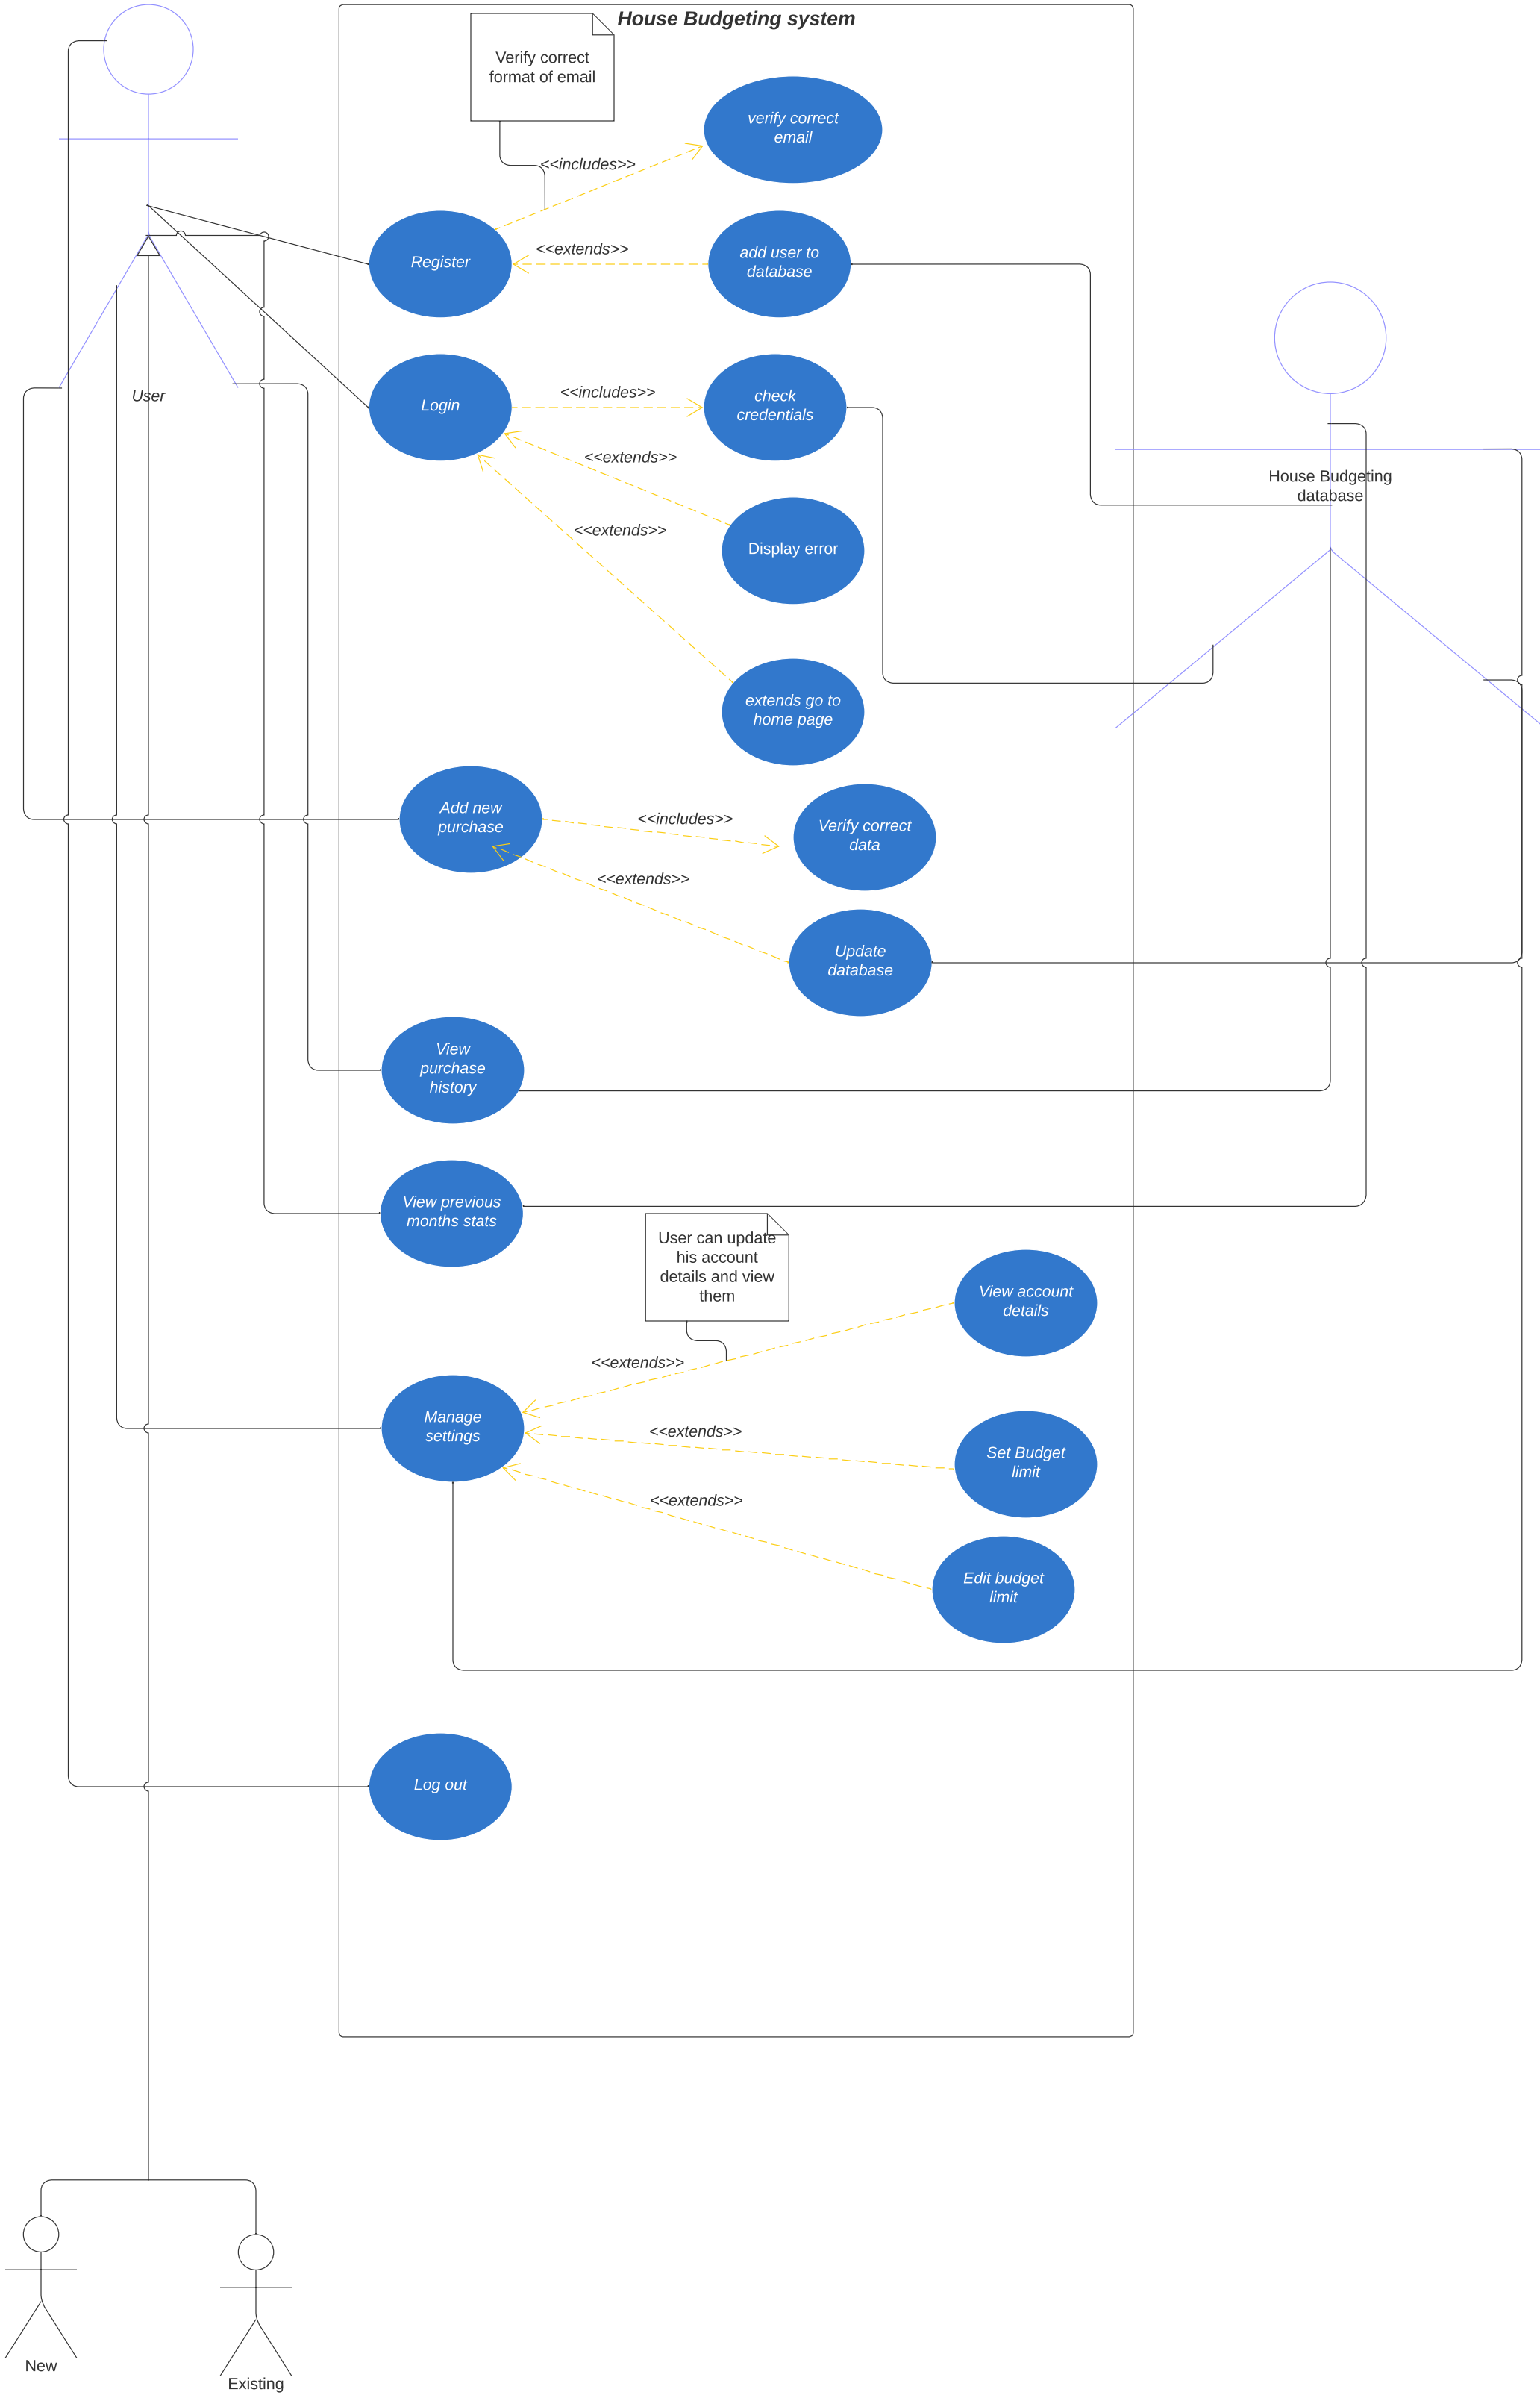 House Budgeting system
Verify correct
format of email
verify correct
email
<<includes>>
Register
<<extends>>
add user to
database
User
Login
<<includes>>
check
credentials
<<extends>>
House Budgeting
database
<<extends>>
Display error
extends go to
home page
Add new
purchase
<<includes>>
Verify correct
data
<<extends>>
Update
database
View
purchase
history
View previous
months stats
User can update
his account
details and view
them
View account
details
<<extends>>
Manage
settings
<<extends>>
Set Budget
limit
<<extends>>
Edit budget
limit
Log out
New
Existing